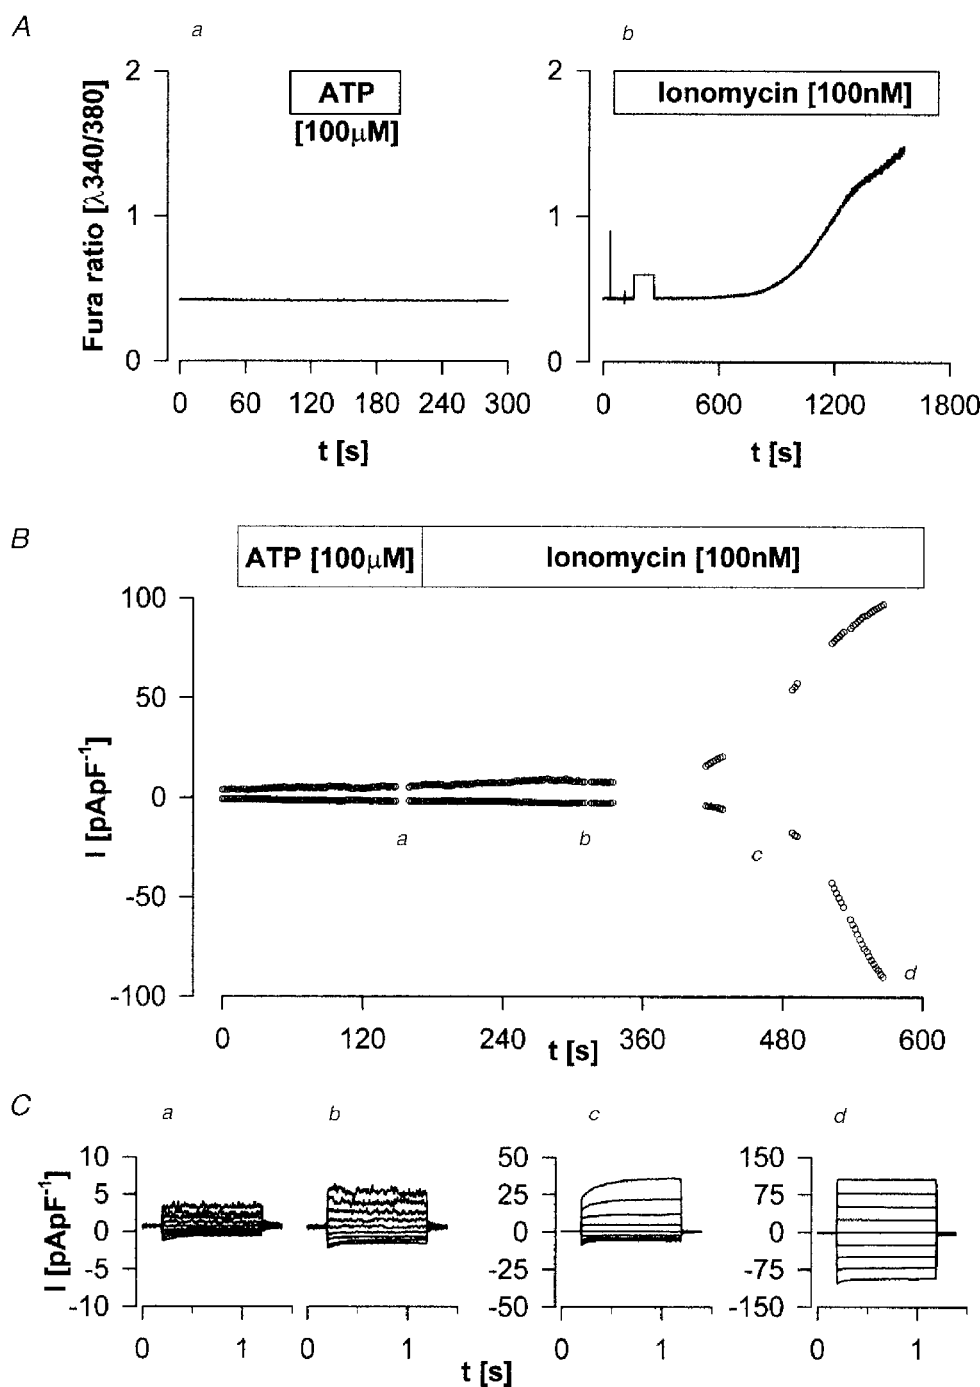 A
a
b
2
ATP
[100μM]
1
0
Fura ratio [λ340/380]
0 60 120 180 240 300
t [s]
2
Ionomycin [100nM]
1
0
0 600 1200 1800
t [s]
B
ATP [100μM]
Ionomycin [100nM]
100
50
0
-50
-100
I [pApF-1]
a
b
c
d
0 120 240 360 480 600
t [s]
C
a
b
c
d
10
5
0
-5
-10
I [pApF-1]
50
25
0
-25
-50
150
75
0
-75
-150
0 1 0 1 0 1 0 1
t [s]